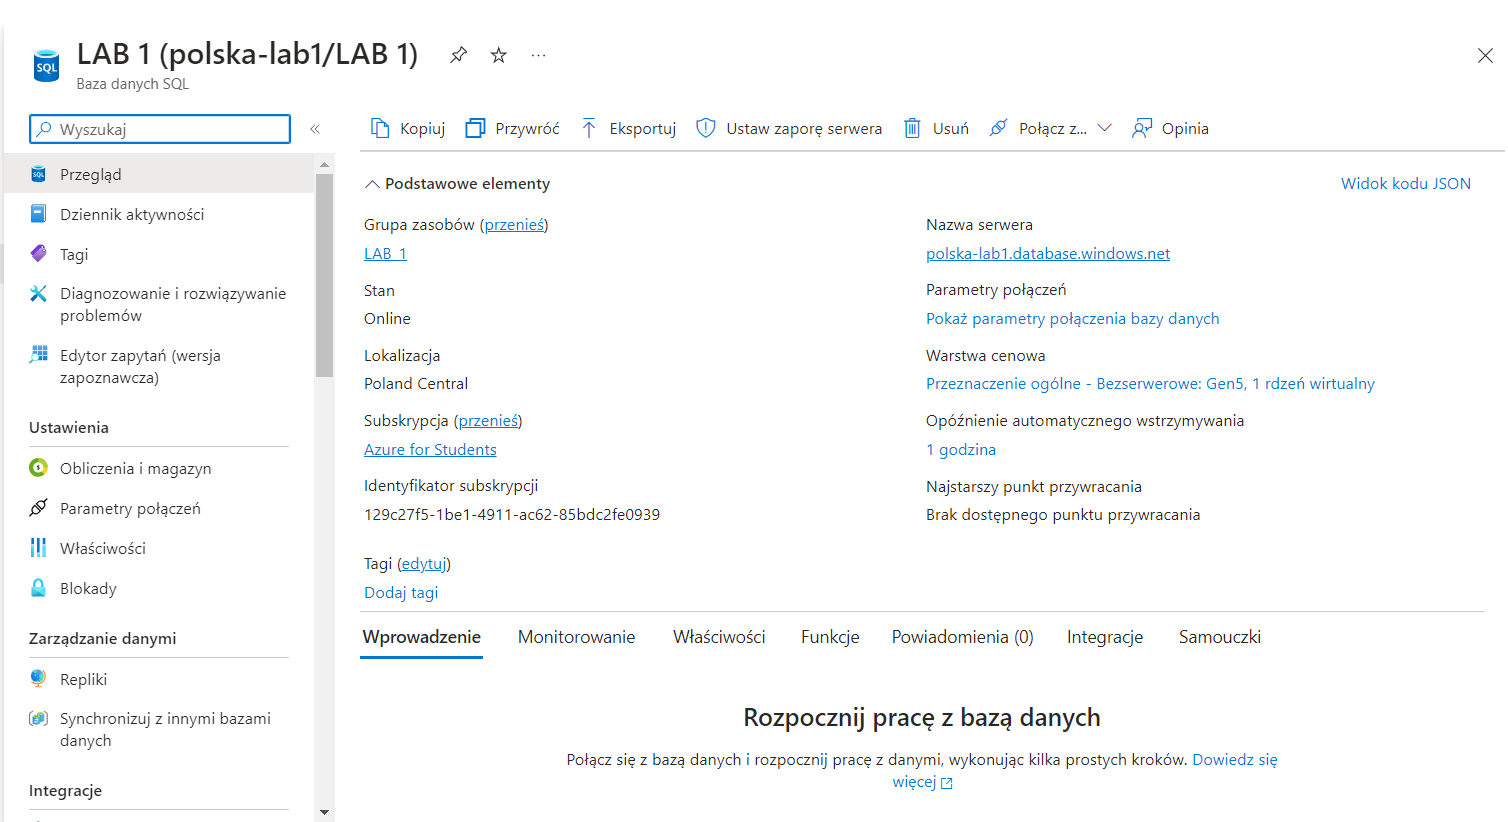 LAB 1 (polska-lab1/LAB 1)
Baza danych SQL
Wyszukaj
Przegląd
Dziennik aktywności
Tagi
Diagnozowanie i rozwiązywanie
problemów
Edytor zapytań (wersja
zapoznawcza)
Ustawienia
Obliczenia i magazyn
Parametry połączeń
Właściwości
Blokady
Zarządzanie danymi
Repliki
Synchronizuj z innymi bazami
danych
Integracje
Kopiuj Przywróć Eksportuj Ustaw zaporę serwera Usuń Połącz z... Opinia
Podstawowe elementy
Widok kodu JSON
Grupa zasobów (przenieś)
LAB_1
Stan
Online
Lokalizacja
Poland Central
Subskrypcja (przenieś)
Azure for Students
Identyfikator subskrypcji
129c27f5-1be1-4911-ac62-85bdc2fe0939
Tagi (edytuj)
Dodaj tagi
Nazwa serwera
polska-lab1.database.windows.net
Parametry połączeń
Pokaż parametry połączenia bazy danych
Warstwa cenowa
Przeznaczenie ogólne - Bezserwerowe: Gen5, 1 rdzeń wirtualny
Opóźnienie automatycznego wstrzymywania
1 godzina
Najstarszy punkt przywracania
Brak dostępnego punktu przywracania
Wprowadzenie Monitorowanie Właściwości Funkcje Powiadomienia (0) Integracje Samouczki
Rozpocznij pracę z bazą danych
Połącz się z bazą danych i rozpocznij pracę z danymi, wykonując kilka prostych kroków. Dowiedz się
więcej